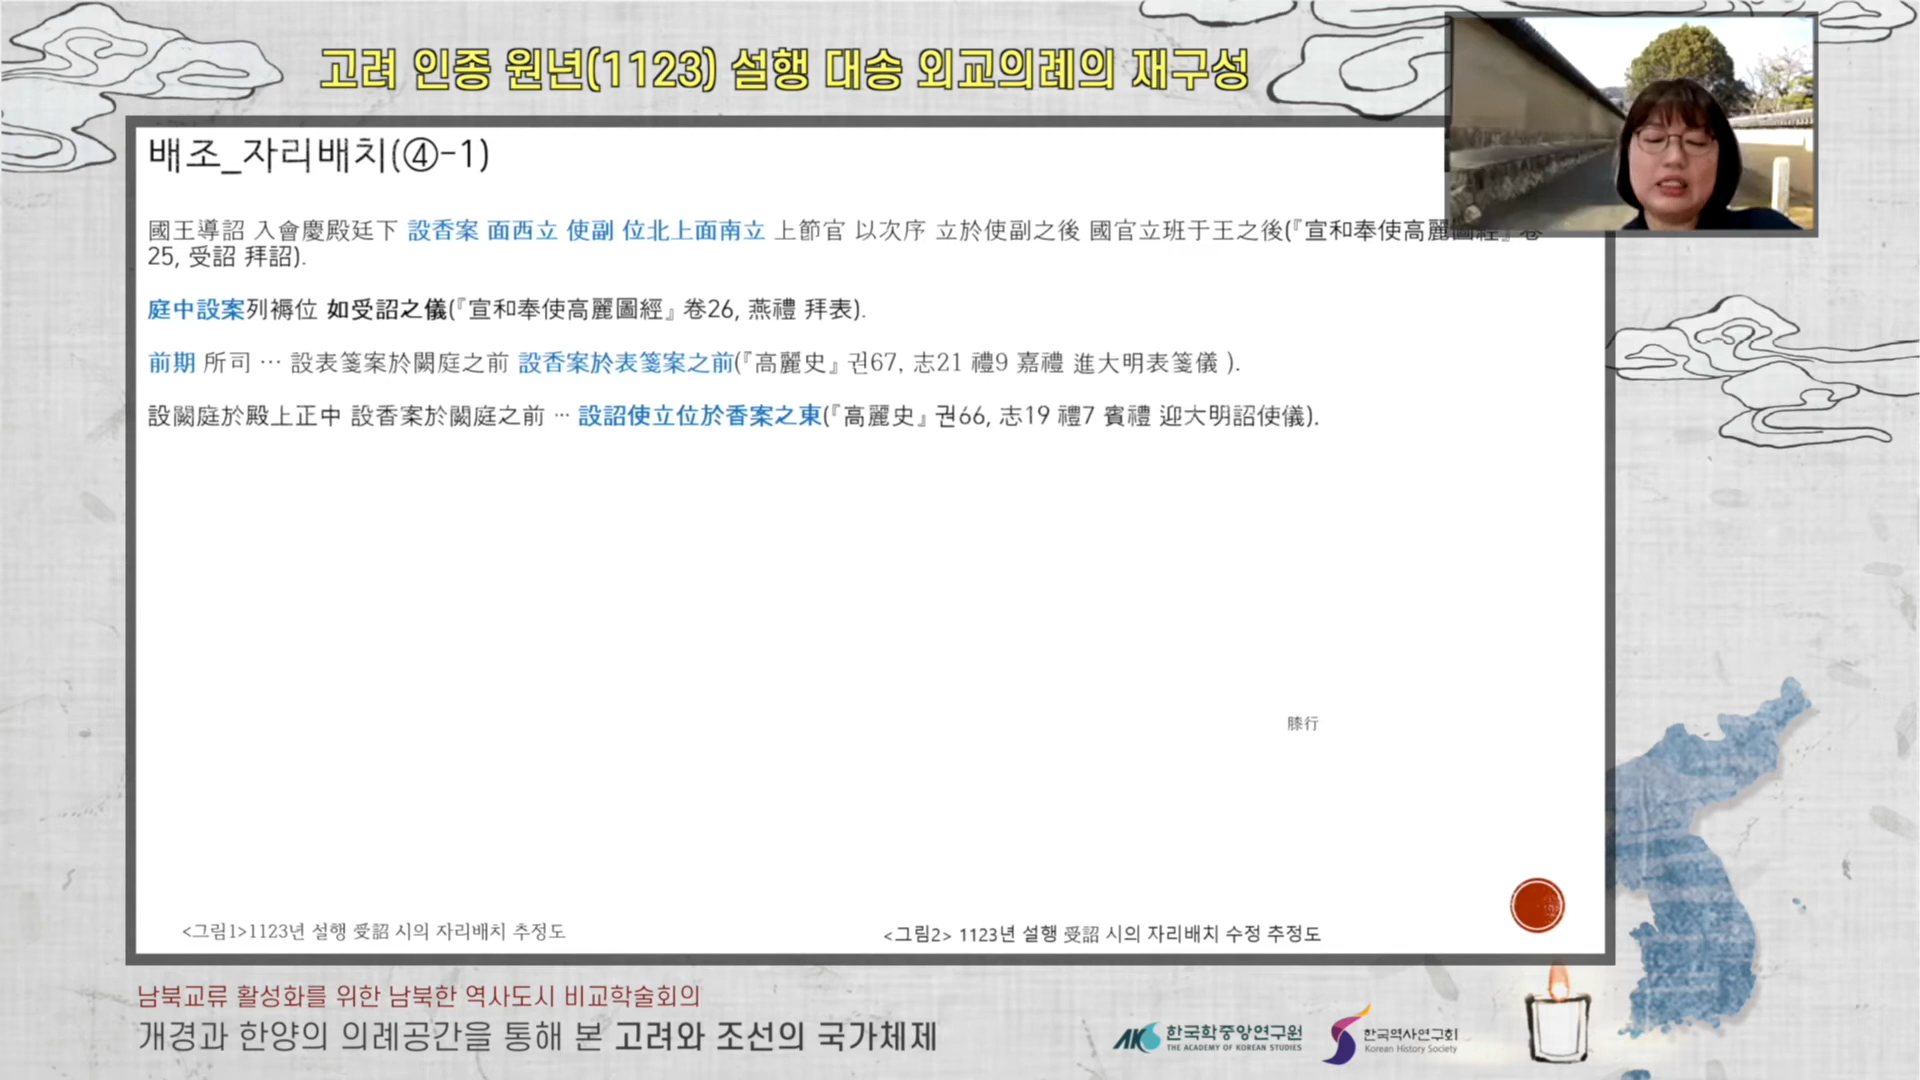 고려 인종 원년(1123) 설행 대송 외교의례의 재구성
배조_자리배치(④-1)
國王導詔 入會慶殿廷下 設香案 面西立 使副 位北上面南立 上節官 以次序 立於使副之後 國官立班于王之後(『宣和奉使高麗圖經』 卷
25, 受詔 拜詔).
庭中設案列褥位 如受詔之儀(『宣和奉使高麗圖經』 卷26, 燕禮 拜表).
前期 所司 … 設表箋案於闕庭之前 設香案於表箋案之前(『高麗史』 권67, 志21 禮9 嘉禮 進大明表箋儀 ).
設闕庭於殿上正中 設香案於闕庭之前 … 設詔使立位於香案之東(『高麗史』 권66, 志19 禮7 賓禮 迎大明詔使儀).
膝行
<그림1>1123년 설행 受詔 시의 자리배치 추정도
<그림2> 1123년 설행 受詔 시의 자리배치 수정 추정도
남북교류 활성화를 위한 남북한 역사도시 비교학술회의
개경과 한양의 의례공간을 통해 본 고려와 조선의 국가체제
AK 한국학중앙연구원
THE ACADEMY OF KOREAN STUDIES
한국역사연구회
Korean History Society